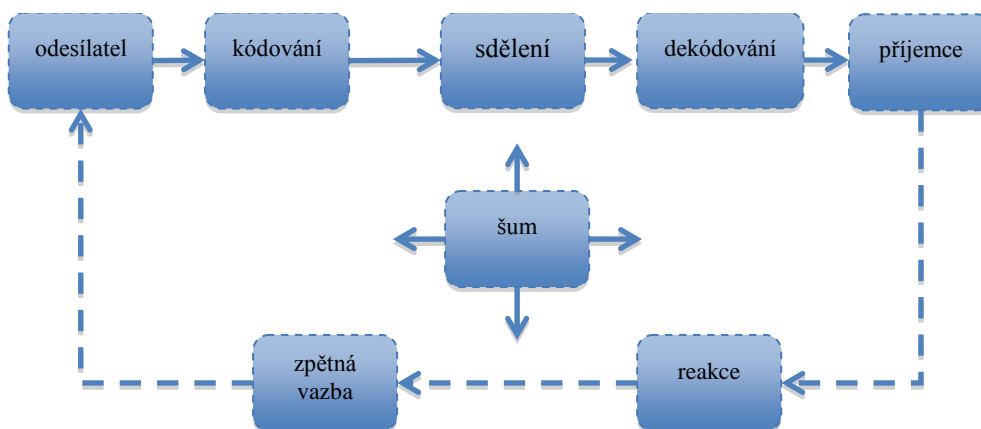 odesílatel
kódování
sdělení
dekódování
příjemce
šum
zpětná
vazba
reakce